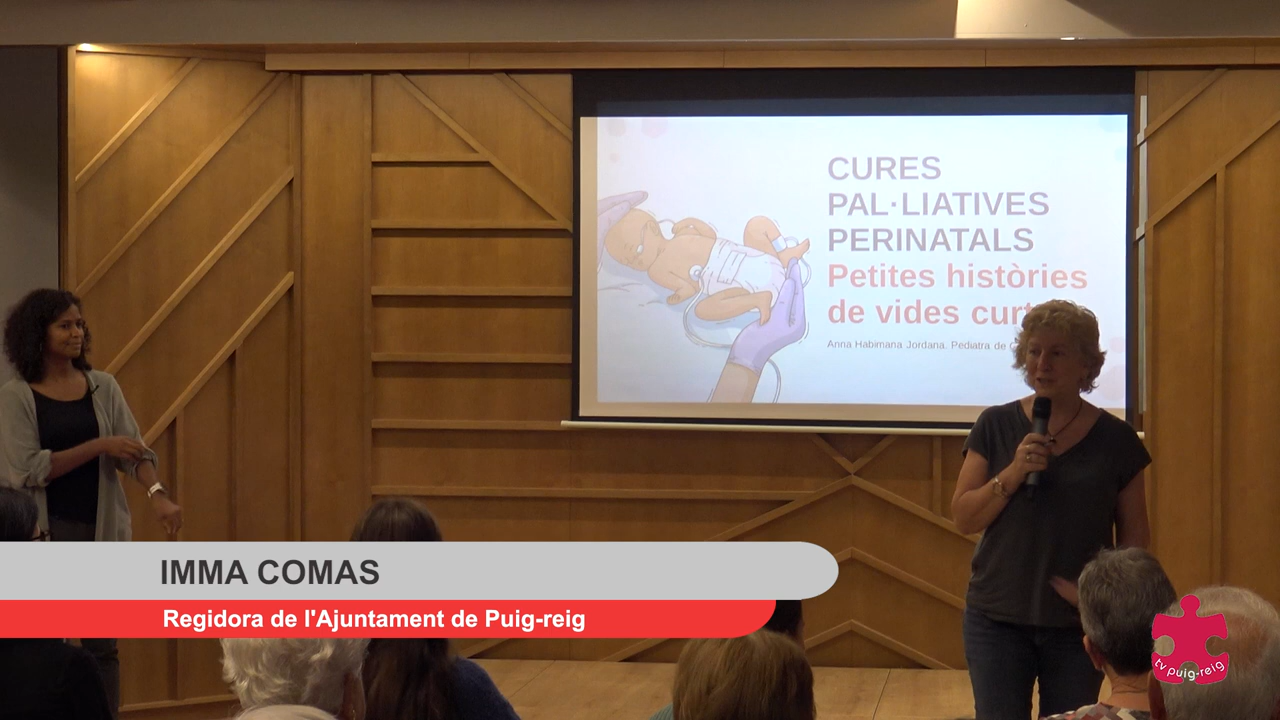 CURES
PAL·LIATIVES
PERINATALS
Petites històries
de vides
Anna Habimana Jordana. Pediatra de
IMMA COMAS
Regidora de l'Ajuntament de Puig-reig
tv puig-reig